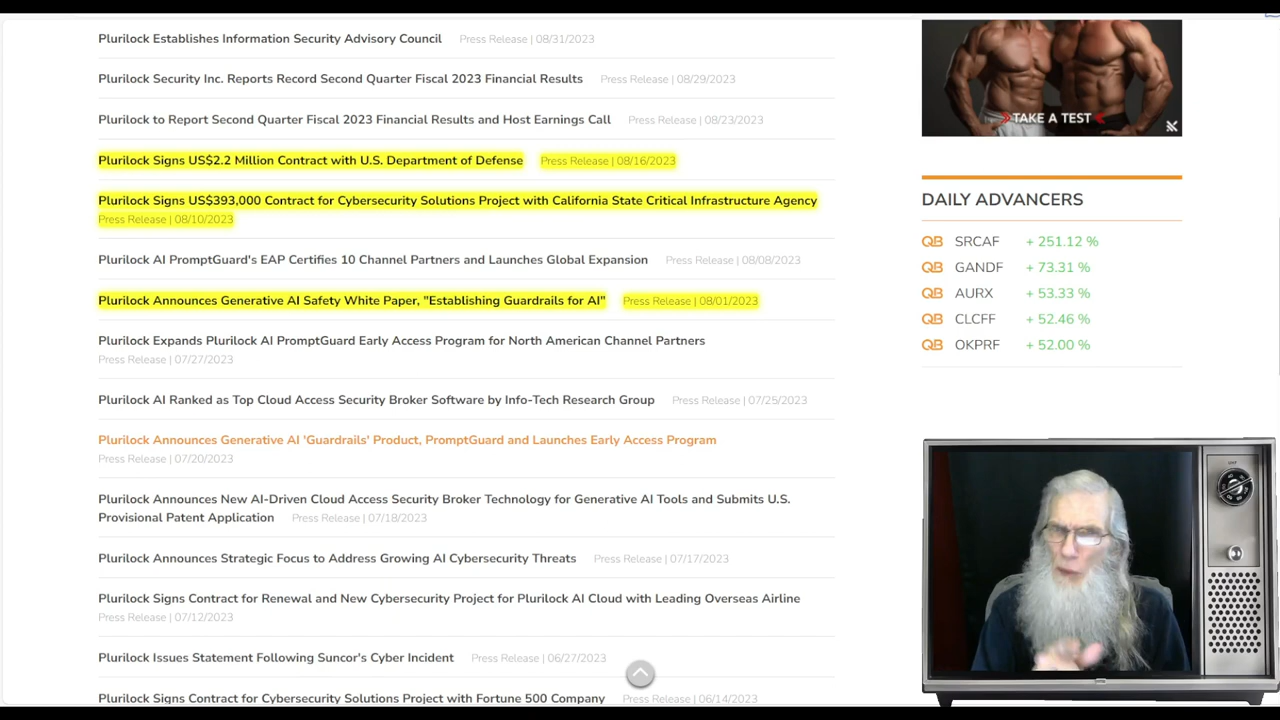 Plurilock Establishes Information Security Advisory Council Press Release | 08/31/2023
Plurilock Security Inc. Reports Record Second Quarter Fiscal 2023 Financial Results Press Release | 08/29/2023
Plurilock to Report Second Quarter Fiscal 2023 Financial Results and Host Earnings Call Press Release | 08/23/2023
Plurilock Signs US$2.2 Million Contract with U.S. Department of Defense Press Release | 08/16/2023
Plurilock Signs US$393,000 Contract for Cybersecurity Solutions Project with California State Critical Infrastructure Agency
Press Release | 08/10/2023
Plurilock AI PromptGuard's EAP Certifies 10 Channel Partners and Launches Global Expansion Press Release | 08/08/2023
Plurilock Announces Generative AI Safety White Paper, "Establishing Guardrails for AI" Press Release | 08/01/2023
Plurilock Expands Plurilock AI PromptGuard Early Access Program for North American Channel Partners
Press Release | 07/27/2023
Plurilock AI Ranked as Top Cloud Access Security Broker Software by Info-Tech Research Group Press Release | 07/25/2023
Plurilock Announces Generative AI 'Guardrails' Product, PromptGuard and Launches Early Access Program
Press Release | 07/20/2023
Plurilock Announces New AI-Driven Cloud Access Security Broker Technology for Generative AI Tools and Submits U.S.
Provisional Patent Application Press Release | 07/18/2023
Plurilock Announces Strategic Focus to Address Growing AI Cybersecurity Threats Press Release | 07/17/2023
Plurilock Signs Contract for Renewal and New Cybersecurity Project for Plurilock AI Cloud with Leading Overseas Airline
Press Release | 07/12/2023
Plurilock Issues Statement Following Suncor's Cyber Incident Press Release | 06/27/2023
Plurilock Signs Contract for Cybersecurity Solutions Project with Fortune 500 Company Press Release | 06/14/2023
TAKE A TEST
DAILY ADVANCERS
QB SRCAF + 251.12 %
QB GANDF + 73.31 %
QB AURX + 53.33 %
QB CLCFF + 52.46 %
QB OKPRF + 52.00 %